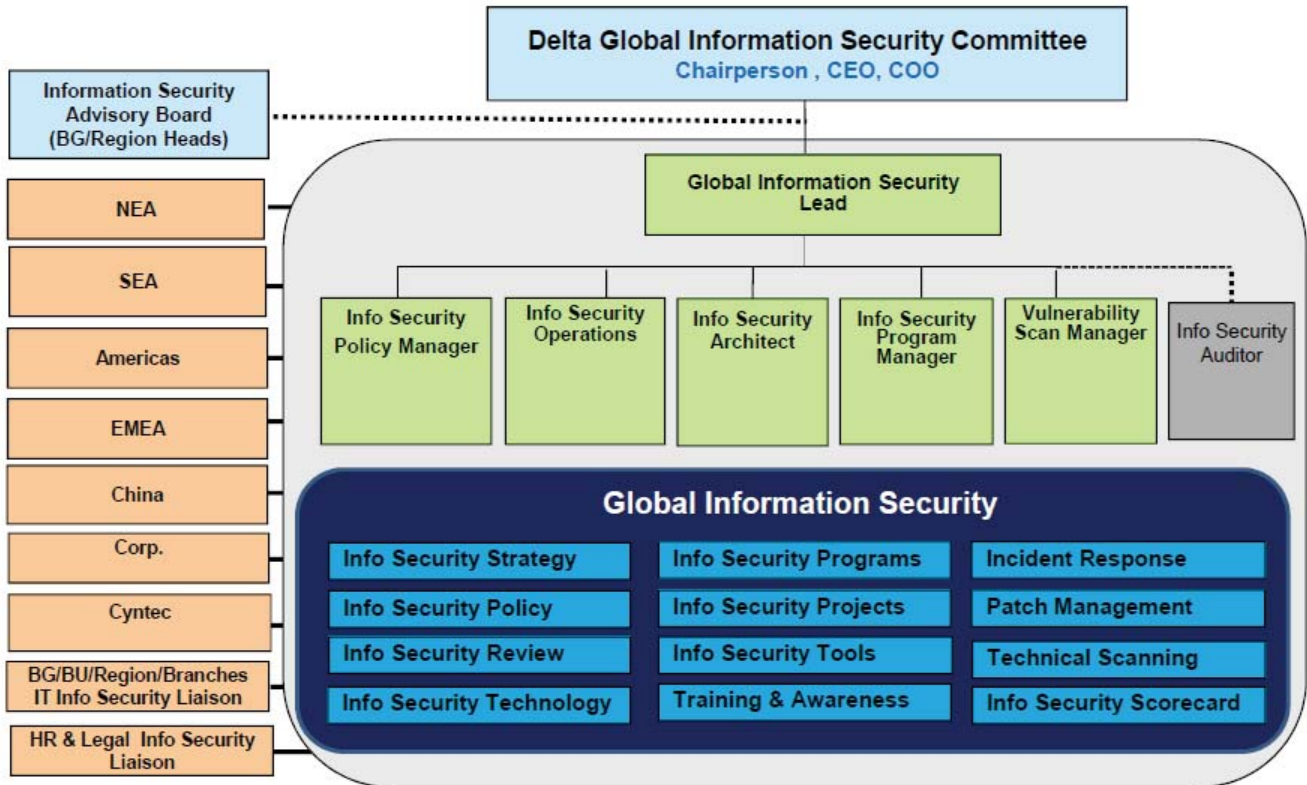 Delta Global Information Security Committee
Chairperson , CEO, COO
Information Security
Advisory Board
(BG/Region Heads)
NEA
SEA
Americas
EMEA
China
Corp.
Cyntec
BG/BU/Region/Branches
IT Info Security Liaison
HR & Legal Info Security
Liaison
Global Information Security
Lead
Info Security
Policy Manager
Info Security
Operations
Info Security
Architect
Info Security
Program
Manager
Vulnerability
Scan Manager
Info Security
Auditor
Global Information Security
Info Security Strategy
Info Security Policy
Info Security Review
Info Security Technology
Info Security Programs
Info Security Projects
Info Security Tools
Training & Awareness
Incident Response
Patch Management
Technical Scanning
Info Security Scorecard